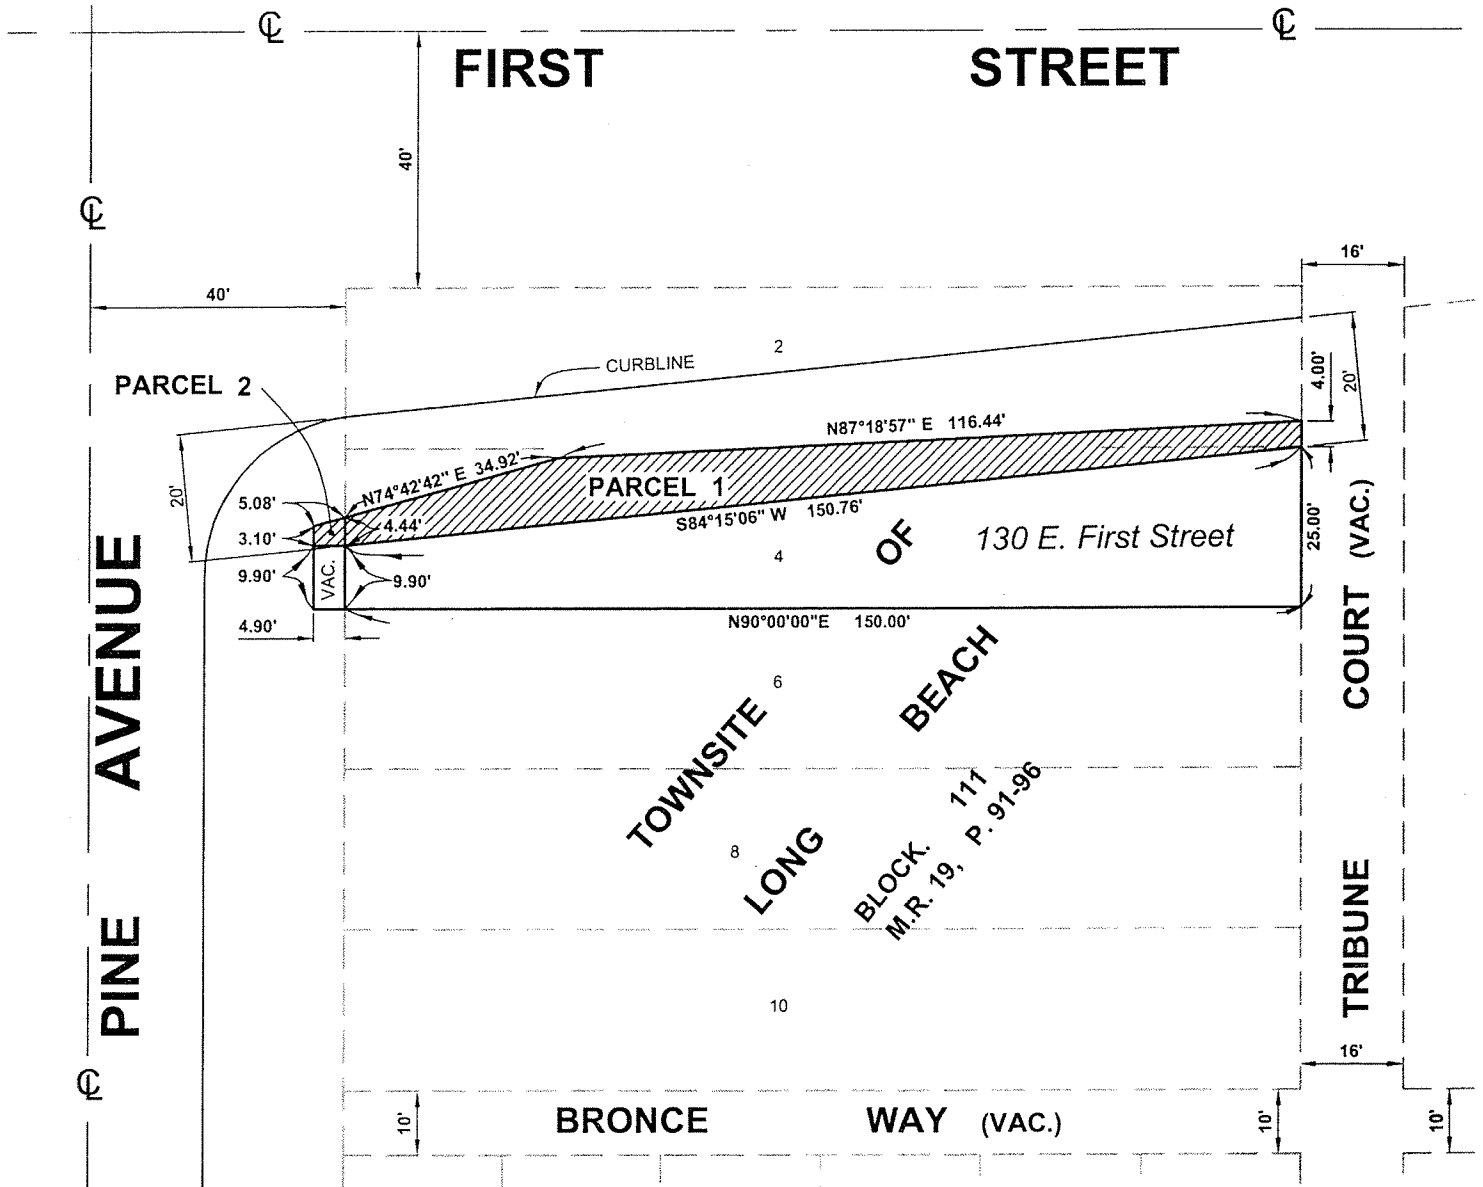 ℄ ℄
FIRST STREET
40'
℄
16'
40'
2
CURBLINE
PARCEL 2
4.00'
20'
N87°18'57" E 116.44'
N74°42'42" E 34.92'
20'
PARCEL 1
5.08'
4.44'
S84°15'06" W 150.76'
3.10'
OF
130 E. First Street
25.00'
4
9.90'
VAC.
9.90'
4.90'
N90°00'00"E 150.00'
6
TOWNSITE
BEACH
8
LONG
BLOCK. 111
M.R. 19, P. 91-96
10
PINE AVENUE
TRIBUNE COURT (VAC.)
℄
16'
10'
BRONCE WAY (VAC.)
10'
10'